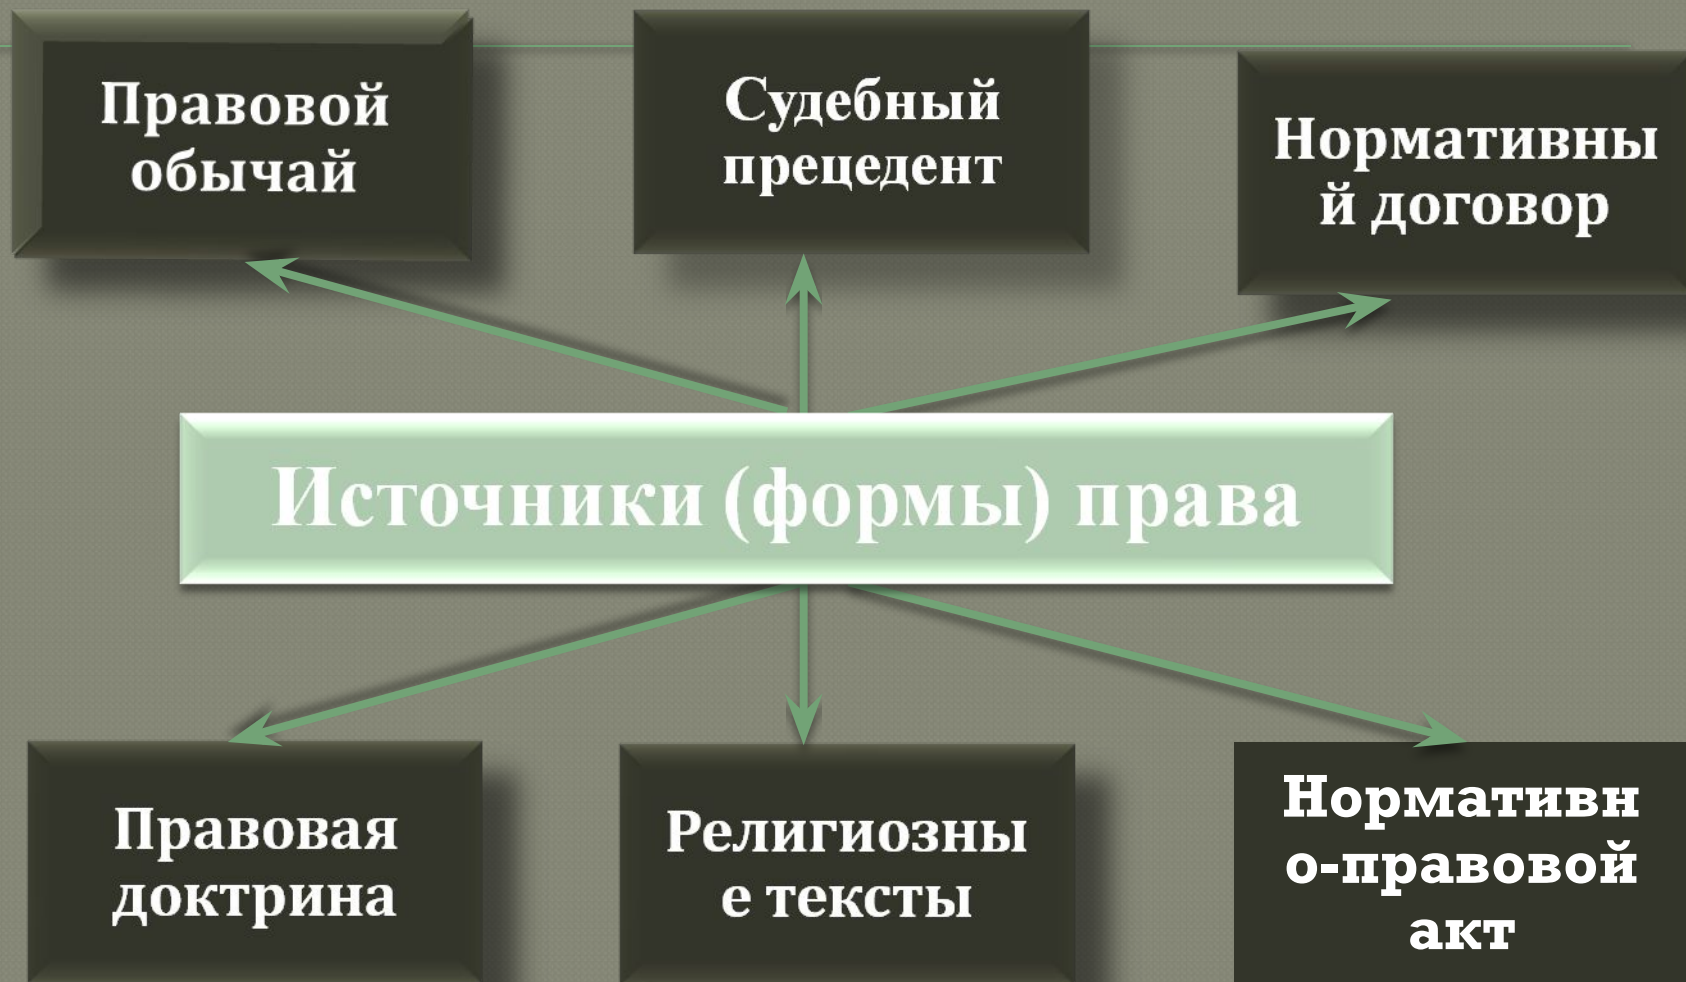 Правовой
обычай
Судебный
прецедент
Нормативны
й договор
Источники (формы) права
Правовая
доктрина
Религиозны
е тексты
Нормативн
о-правовой
акт